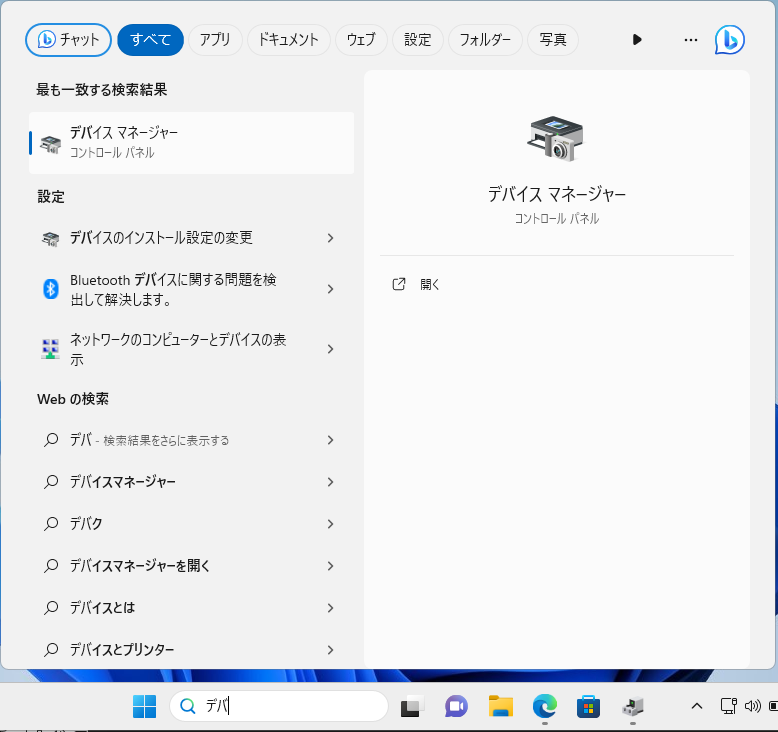 チャット
すべて
アプリ
ドキュメント
ウェブ
設定
フォルダー
写真
最も一致する検索結果
デバイス マネージャー
コントロール パネル
設定
デバイスのインストール設定の変更
Bluetooth デバイスに関する問題を検
出して解決します。
ネットワークのコンピューターとデバイスの表
示
Web の検索
デバ - 検索結果をさらに表示する
デバイスマネージャー
デバク
デバイスマネージャーを開く
デバイスとは
デバイスとプリンター
デバイス マネージャー
コントロール パネル
開く
デバ